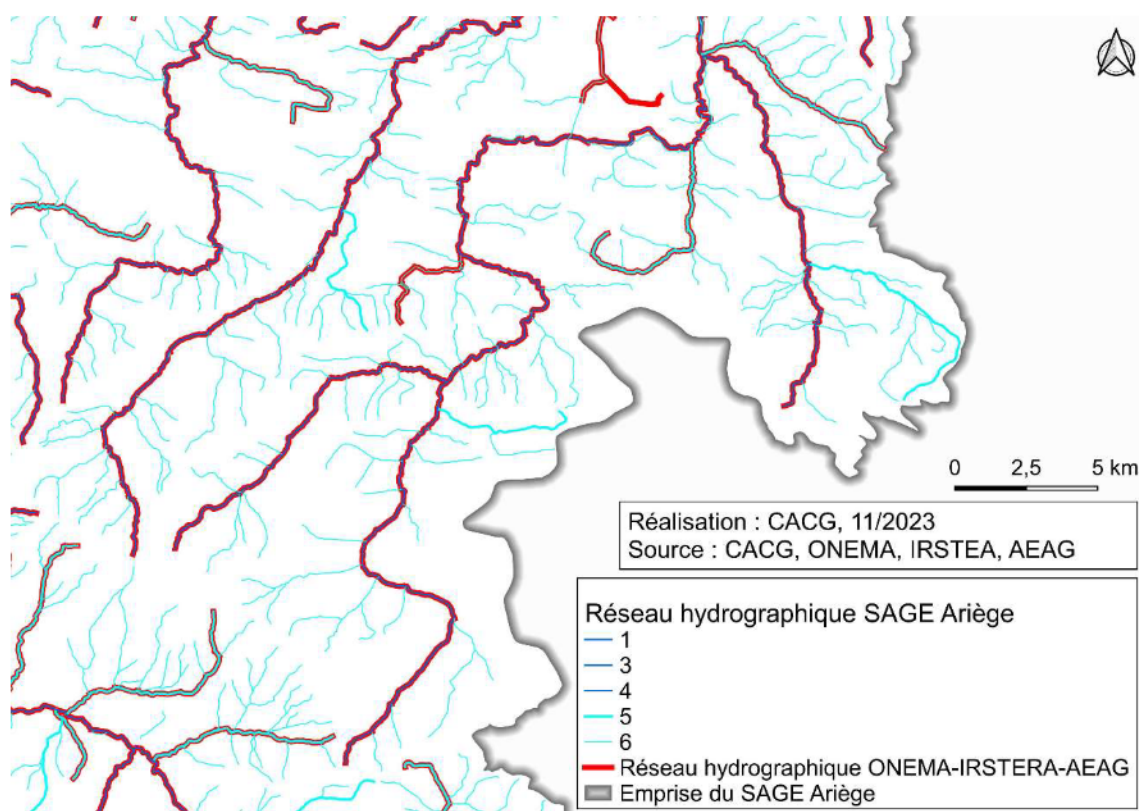 0 2,5 5 km
Réalisation : CACG, 11/2023
Source : CACG, ONEMA, IRSTEA, AEAG
Réseau hydrographique SAGE Ariège
1
3
4
5
6
Réseau hydrographique ONEMA-IRSTERA-AEAG
Emprise du SAGE Ariège